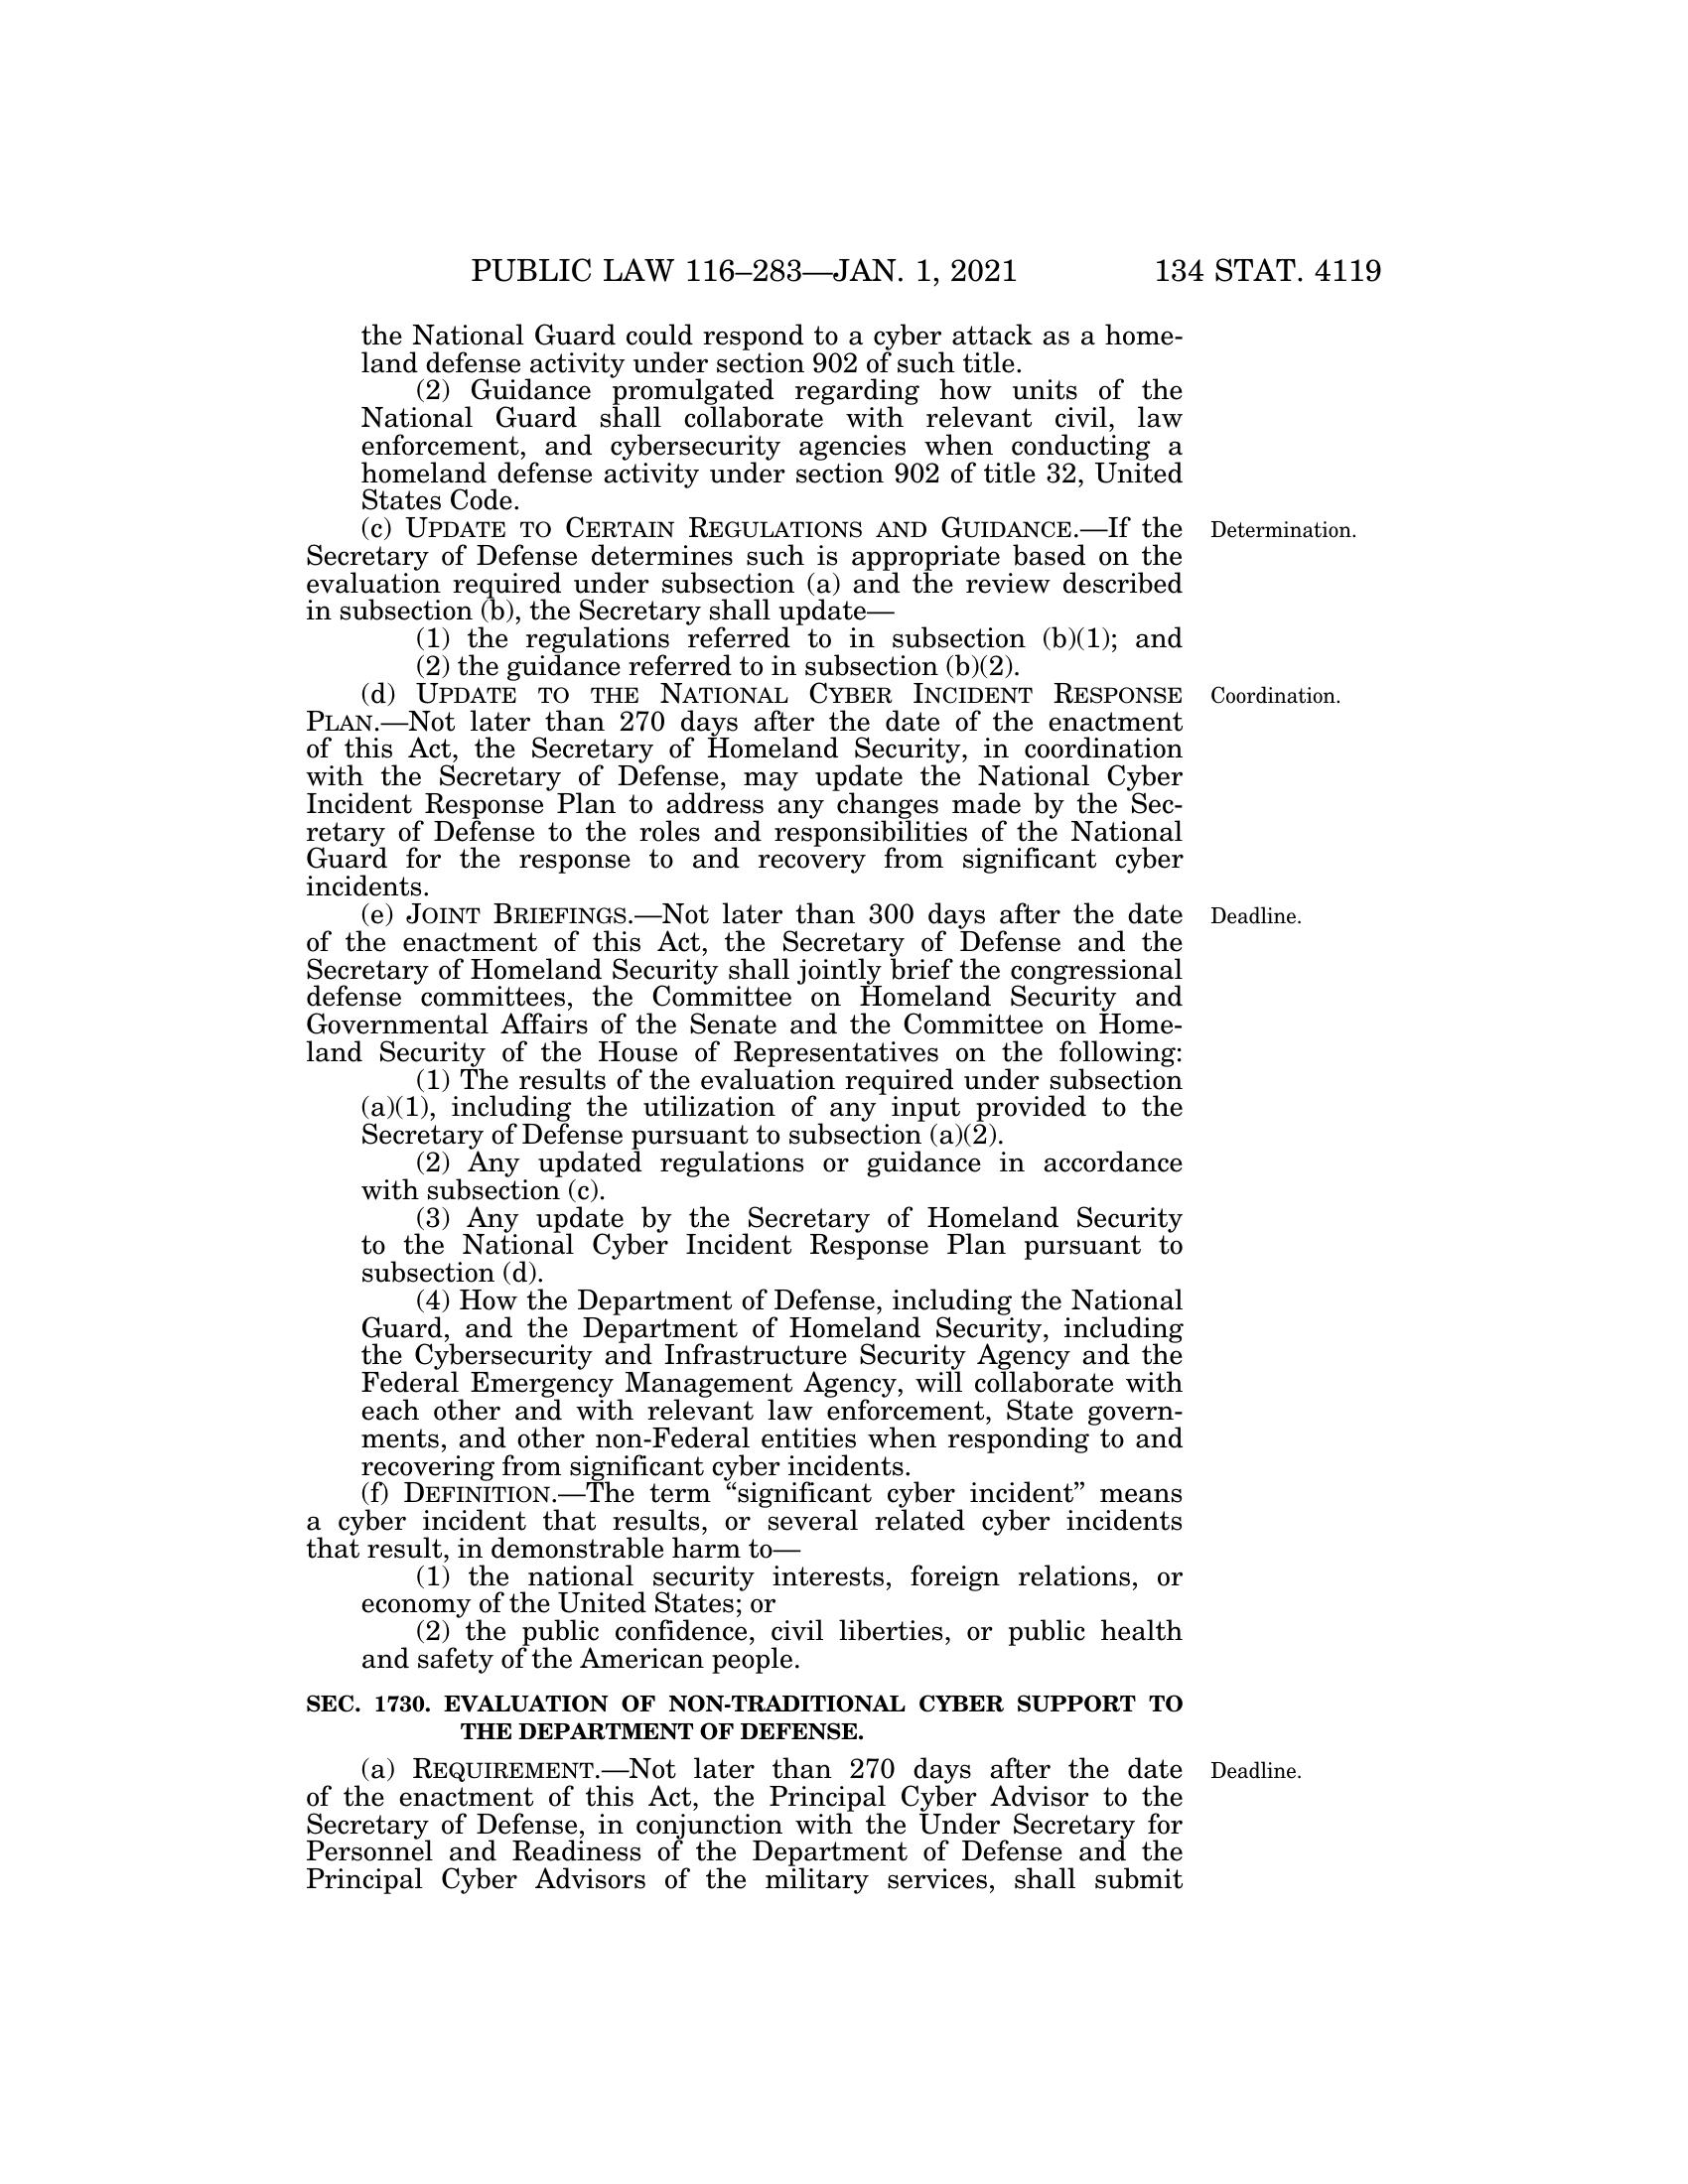 PUBLIC LAW 116–283—JAN. 1, 2021 134 STAT. 4119
the National Guard could respond to a cyber attack as a home-
land defense activity under section 902 of such title.
(2) Guidance promulgated regarding how units of the
National Guard shall collaborate with relevant civil, law
enforcement, and cybersecurity agencies when conducting a
homeland defense activity under section 902 of title 32, United
States Code.
(c) UPDATE TO CERTAIN REGULATIONS AND GUIDANCE.—If the
Determination.
Secretary of Defense determines such is appropriate based on the
evaluation required under subsection (a) and the review described
in subsection (b), the Secretary shall update—
(1) the regulations referred to in subsection (b)(1); and
(2) the guidance referred to in subsection (b)(2).
(d) UPDATE TO THE NATIONAL CYBER INCIDENT RESPONSE
Coordination.
PLAN.—Not later than 270 days after the date of the enactment
of this Act, the Secretary of Homeland Security, in coordination
with the Secretary of Defense, may update the National Cyber
Incident Response Plan to address any changes made by the Sec-
retary of Defense to the roles and responsibilities of the National
Guard for the response to and recovery from significant cyber
incidents.
(e) JOINT BRIEFINGS.—Not later than 300 days after the date
Deadline.
of the enactment of this Act, the Secretary of Defense and the
Secretary of Homeland Security shall jointly brief the congressional
defense committees, the Committee on Homeland Security and
Governmental Affairs of the Senate and the Committee on Home-
land Security of the House of Representatives on the following:
(1) The results of the evaluation required under subsection
(a)(1), including the utilization of any input provided to the
Secretary of Defense pursuant to subsection (a)(2).
(2) Any updated regulations or guidance in accordance
with subsection (c).
(3) Any update by the Secretary of Homeland Security
to the National Cyber Incident Response Plan pursuant to
subsection (d).
(4) How the Department of Defense, including the National
Guard, and the Department of Homeland Security, including
the Cybersecurity and Infrastructure Security Agency and the
Federal Emergency Management Agency, will collaborate with
each other and with relevant law enforcement, State govern-
ments, and other non-Federal entities when responding to and
recovering from significant cyber incidents.
(f) DEFINITION.—The term “significant cyber incident” means
a cyber incident that results, or several related cyber incidents
that result, in demonstrable harm to—
(1) the national security interests, foreign relations, or
economy of the United States; or
(2) the public confidence, civil liberties, or public health
and safety of the American people.
SEC. 1730. EVALUATION OF NON-TRADITIONAL CYBER SUPPORT TO
THE DEPARTMENT OF DEFENSE.
(a) REQUIREMENT.—Not later than 270 days after the date
Deadline.
of the enactment of this Act, the Principal Cyber Advisor to the
Secretary of Defense, in conjunction with the Under Secretary for
Personnel and Readiness of the Department of Defense and the
Principal Cyber Advisors of the military services, shall submit